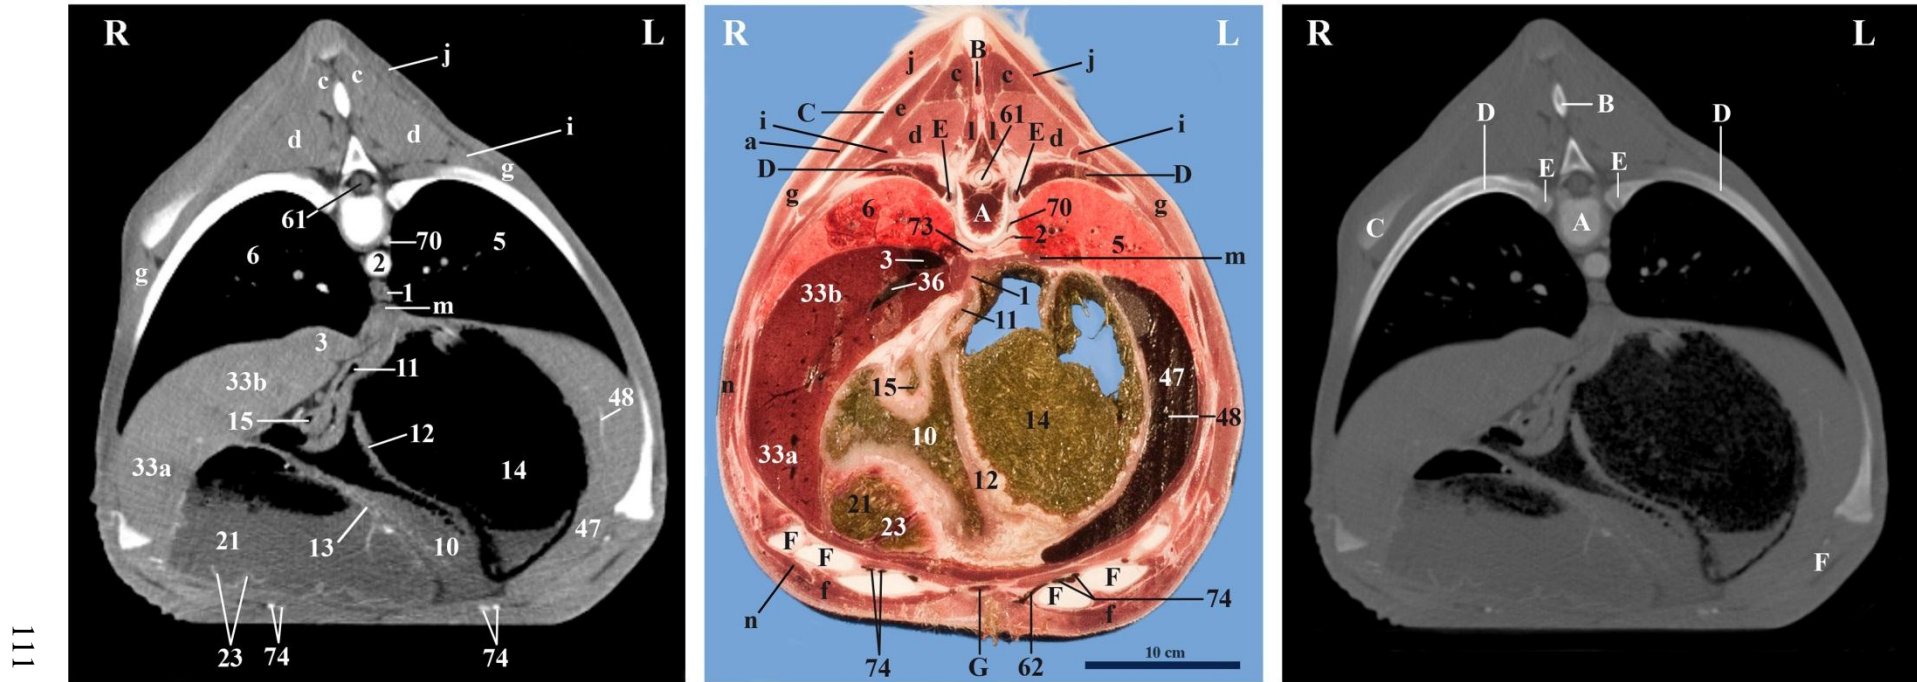 R L
j
c c
i
d d
g
61
70
5
6
2
g
1
m
3
11
33b
48
15
12
33a
14
47
21
13
10
23 74 74
R L
B
j j
c c
C
e
61
i i
d E l l E d
a
D D
g g
6 A 70
73 2 5
3 m
36
33b 1
11
47
n 15
14 48
10
33a
12
21
23
F F F
f F f
74
n
74 G 62 10 cm
R L
B
D D
E E
A
C
F
111